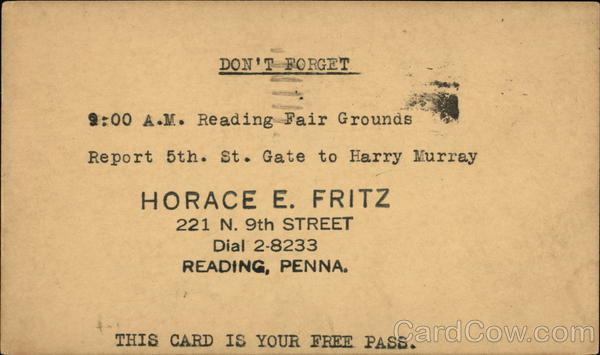 DON'T FORGET
9:00 A.M. Reading Fair Grounds
Report 5th. St. Gate to Harry Murray
HORACE E. FRITZ
221 N. 9th STREET
Dial 2-8233
READING, PENNA.
THIS CARD IS YOUR FREE PASS.
CardCow.com